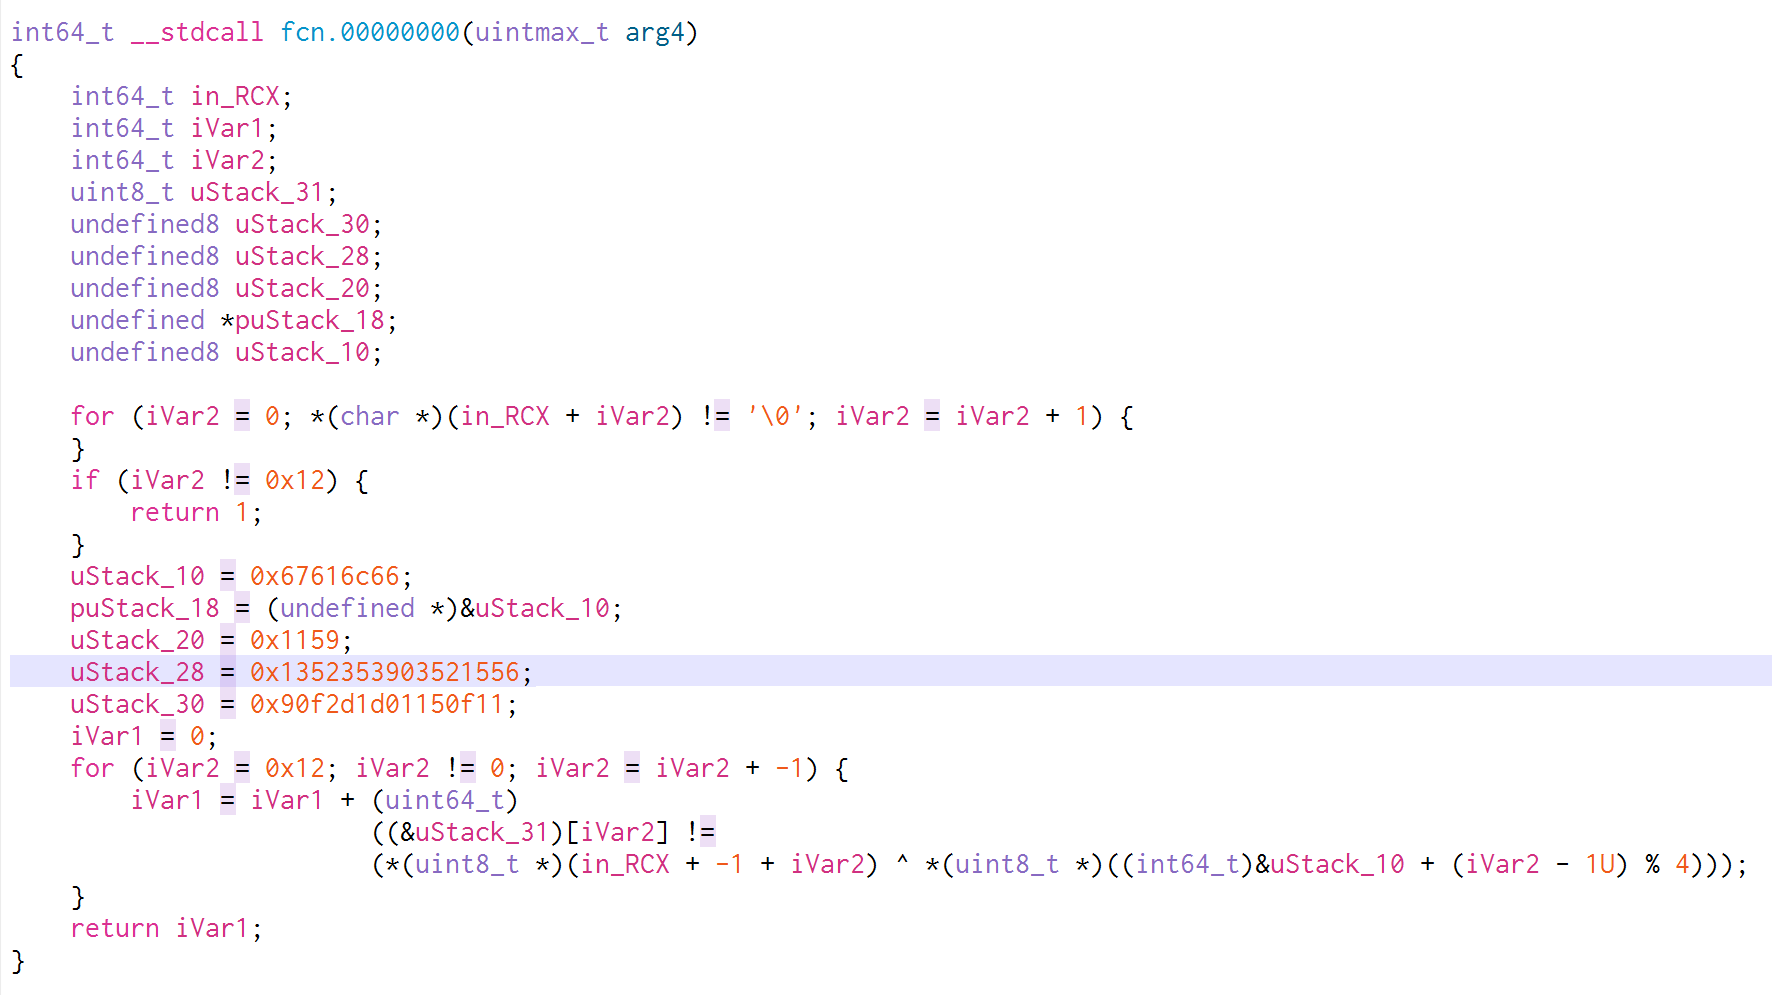 int64_t __stdcall fcn.00000000(uintmax_t arg4)
{
    int64_t in_RCX;
    int64_t iVar1;
    int64_t iVar2;
    uint8_t uStack_31;
    undefined8 uStack_30;
    undefined8 uStack_28;
    undefined8 uStack_20;
    undefined *puStack_18;
    undefined8 uStack_10;

    for (iVar2 = 0; *(char *)(in_RCX + iVar2) != '\0'; iVar2 = iVar2 + 1) {
    }
    if (iVar2 != 0x12) {
        return 1;
    }
    uStack_10 = 0x67616c66;
    puStack_18 = (undefined *)&uStack_10;
    uStack_20 = 0x1159;
    uStack_28 = 0x1352353903521556;
    uStack_30 = 0x90f2d1d01150f11;
    iVar1 = 0;
    for (iVar2 = 0x12; iVar2 != 0; iVar2 = iVar2 + -1) {
        iVar1 = iVar1 + (uint64_t)
                        ((&uStack_31)[iVar2] !=
                        (*(uint8_t *)(in_RCX + -1 + iVar2) ^ *(uint8_t *)((int64_t)&uStack_10 + (iVar2 - 1U) % 4)));
    }
    return iVar1;
}